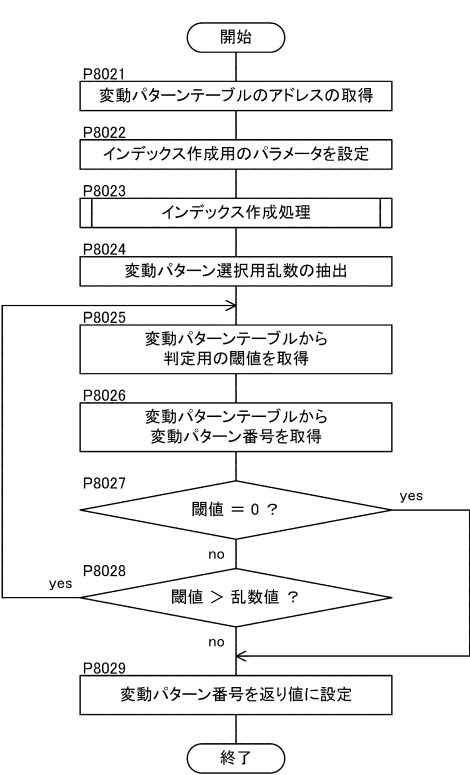 開始
P8021
変動パターンテーブルのアドレスの取得
P8022
インデックス作成用のパラメータを設定
P8023
インデックス作成処理
P8024
変動パターン選択用乱数の抽出
P8025
変動パターンテーブルから
判定用の閾値を取得
P8026
変動パターンテーブルから
変動パターン番号を取得
P8027
閾値 = 0 ?
yes
no
P8028
閾値 > 乱数値 ?
yes
no
P8029
変動パターン番号を返り値に設定
終了